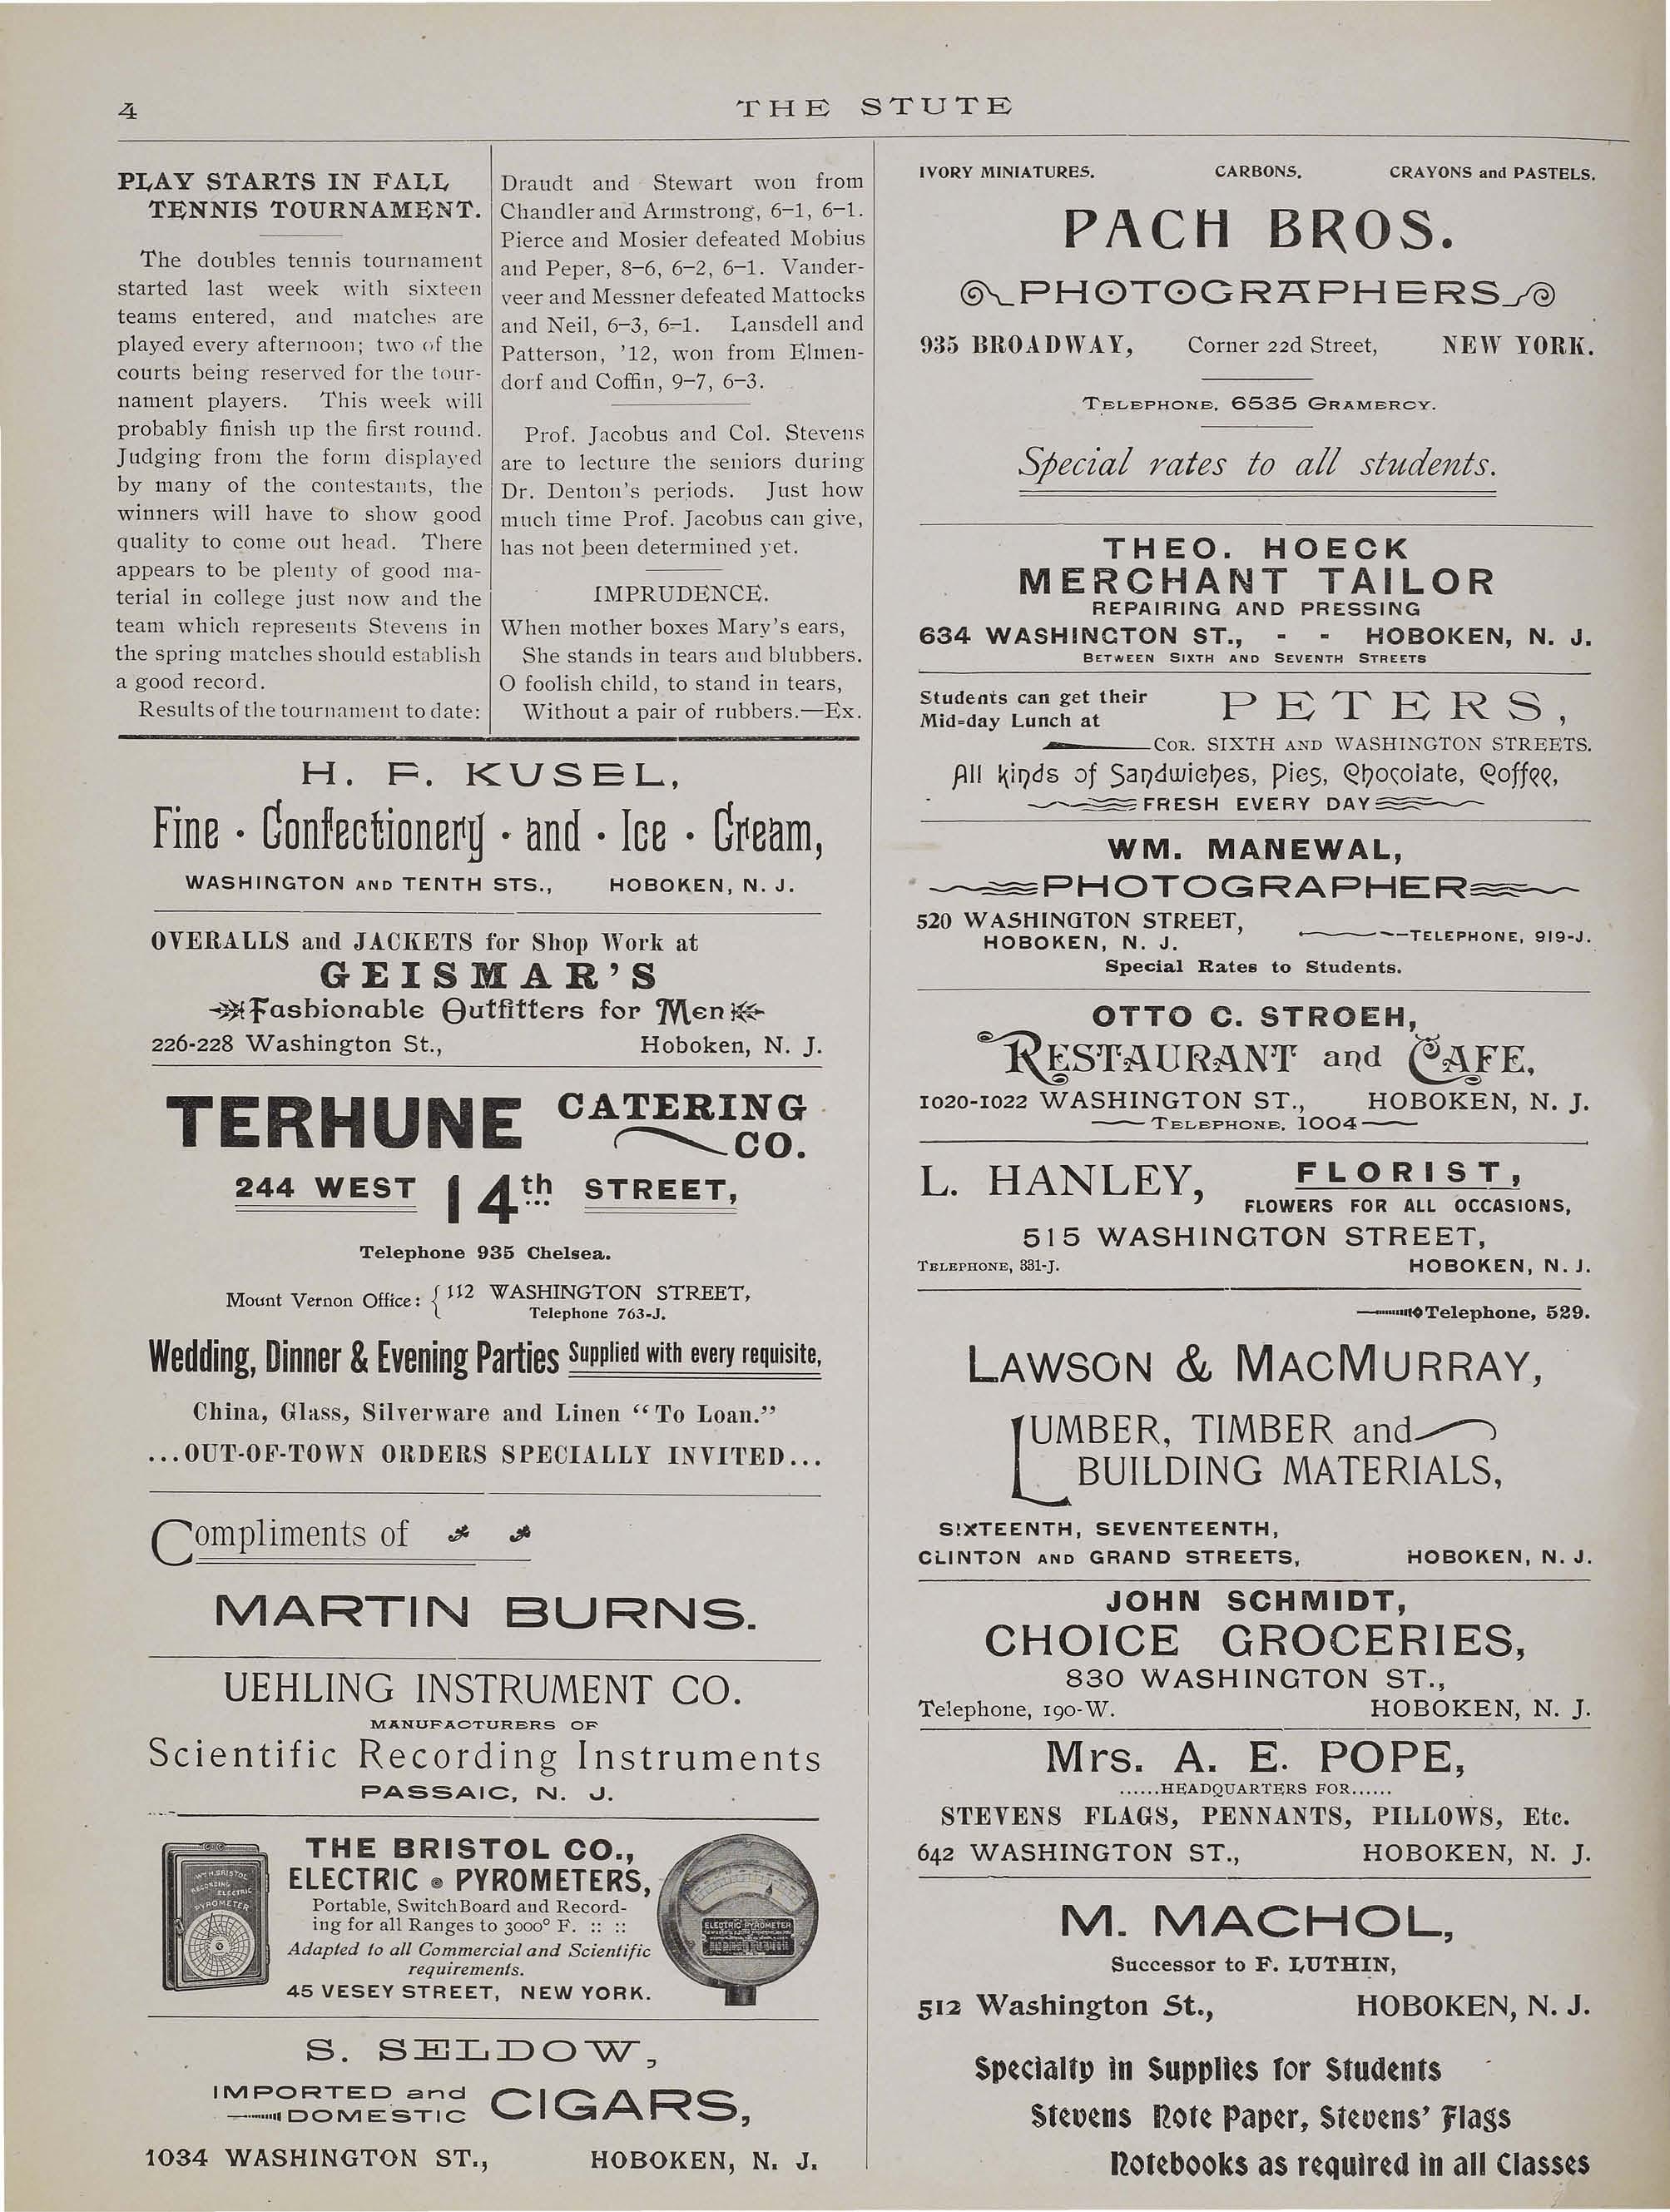 4
THE STUTE
PLAY STARTS IN FALL
TENNIS TOURNAMENT.
The doubles tennis tournament
started last week with sixteen
teams entered, and matches are
played every afternoon; two of the
courts being reserved for the tour-
nament players. This week will
probably finish up the first round.
Judging from the form displayed
by many of the contestants, the
winners will have to show good
quality to come out head. There
appears to be plenty of good ma-
terial in college just now and the
team which represents Stevens in
the spring matches should establish
a good record.
Results of the tournament to date:
Draudt and Stewart won from
Chandler and Armstrong, 6-1, 6-1.
Pierce and Mosier defeated Mobius
and Peper, 8-6, 6-2, 6-1. Vander-
veer and Messner defeated Mattocks
and Neil, 6-3, 6-1. Lansdell and
Patterson, '12, won from Elmen-
dorf and Coffin, 9-7, 6-3.
Prof. Jacobus and Col. Stevens
are to lecture the seniors during
Dr. Denton's periods. Just how
much time Prof. Jacobus can give,
has not been determined yet.
IMPRUDENCE.
When mother boxes Mary's ears,
She stands in tears and blubbers.
O foolish child, to stand in tears,
Without a pair of rubbers.—Ex.
H. F. KUSEL,
Fine · Confectionery · and · Ice · Cream,
WASHINGTON AND TENTH STS., HOBOKEN, N. J.
OVERALLS and JACKETS for Shop Work at
GEISMAR'S
Fashionable Outfitters for Men
226-228 Washington St., Hoboken, N. J.
TERHUNE CATERING
CO.
244 WEST 14th STREET,
Telephone 935 Chelsea.
Mount Vernon Office: { 112 WASHINGTON STREET,
Telephone 763-J.
Wedding, Dinner & Evening Parties Supplied with every requisite,
China, Glass, Silverware and Linen "To Loan."
...OUT-OF-TOWN ORDERS SPECIALLY INVITED...
Compliments of
MARTIN BURNS.
UEHLING INSTRUMENT CO.
MANUFACTURERS OF
Scientific Recording Instruments
PASSAIC, N. J.
THE BRISTOL CO.,
ELECTRIC PYROMETERS,
Portable, SwitchBoard and Record-
ing for all Ranges to 3000° F. :: ::
Adapted to all Commercial and Scientific
requirements.
45 VESEY STREET, NEW YORK.
WM H. BRISTOL
RECORDING
ELECTRIC
PYROMETER
ELECTRIC PYROMETER
S. SELDOW,
IMPORTED and
DOMESTIC CIGARS,
1034 WASHINGTON ST., HOBOKEN, N. J.
IVORY MINIATURES. CARBONS. CRAYONS and PASTELS.
PACH BROS.
PHOTOGRAPHERS
935 BROADWAY, Corner 22d Street, NEW YORK.
TELEPHONE, 6535 GRAMERCY.
Special rates to all students.
THEO. HOECK
MERCHANT TAILOR
REPAIRING AND PRESSING
634 WASHINGTON ST., - - HOBOKEN, N. J.
BETWEEN SIXTH AND SEVENTH STREETS
Students can get their
Mid-day Lunch at PETERS,
COR. SIXTH AND WASHINGTON STREETS.
All kinds of Sandwiches, Pies, Chocolate, Coffee,
FRESH EVERY DAY
WM. MANEWAL,
PHOTOGRAPHER
520 WASHINGTON STREET,
HOBOKEN, N. J. TELEPHONE, 919-J.
Special Rates to Students.
OTTO C. STROEH,
RESTAURANT and CAFE,
1020-1022 WASHINGTON ST., HOBOKEN, N. J.
TELEPHONE, 1004
L. HANLEY, FLORIST,
FLOWERS FOR ALL OCCASIONS,
515 WASHINGTON STREET,
TELEPHONE, 331-J. HOBOKEN, N. J.
Telephone, 529.
LAWSON & MACMURRAY,
LUMBER, TIMBER and
BUILDING MATERIALS,
SIXTEENTH, SEVENTEENTH,
CLINTON AND GRAND STREETS, HOBOKEN, N. J.
JOHN SCHMIDT,
CHOICE GROCERIES,
830 WASHINGTON ST.,
Telephone, 190-W. HOBOKEN, N. J.
Mrs. A. E. POPE,
......HEADQUARTERS FOR......
STEVENS FLAGS, PENNANTS, PILLOWS, Etc.
642 WASHINGTON ST., HOBOKEN, N. J.
M. MACHOL,
Successor to F. LUTHIN,
512 Washington St., HOBOKEN, N. J.
Specialty in Supplies for Students
Stevens Note Paper, Stevens' Flags
Notebooks as required in all Classes